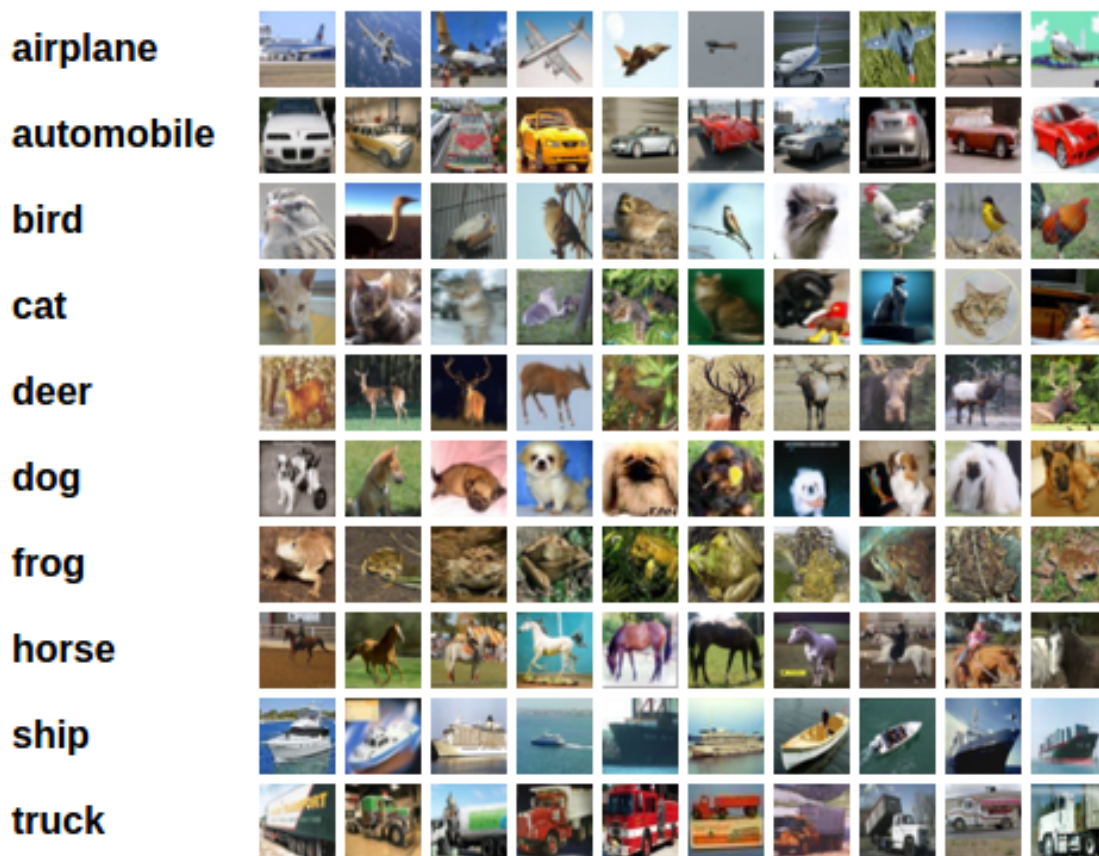 airplane
automobile
bird
cat
deer
dog
frog
horse
ship
truck